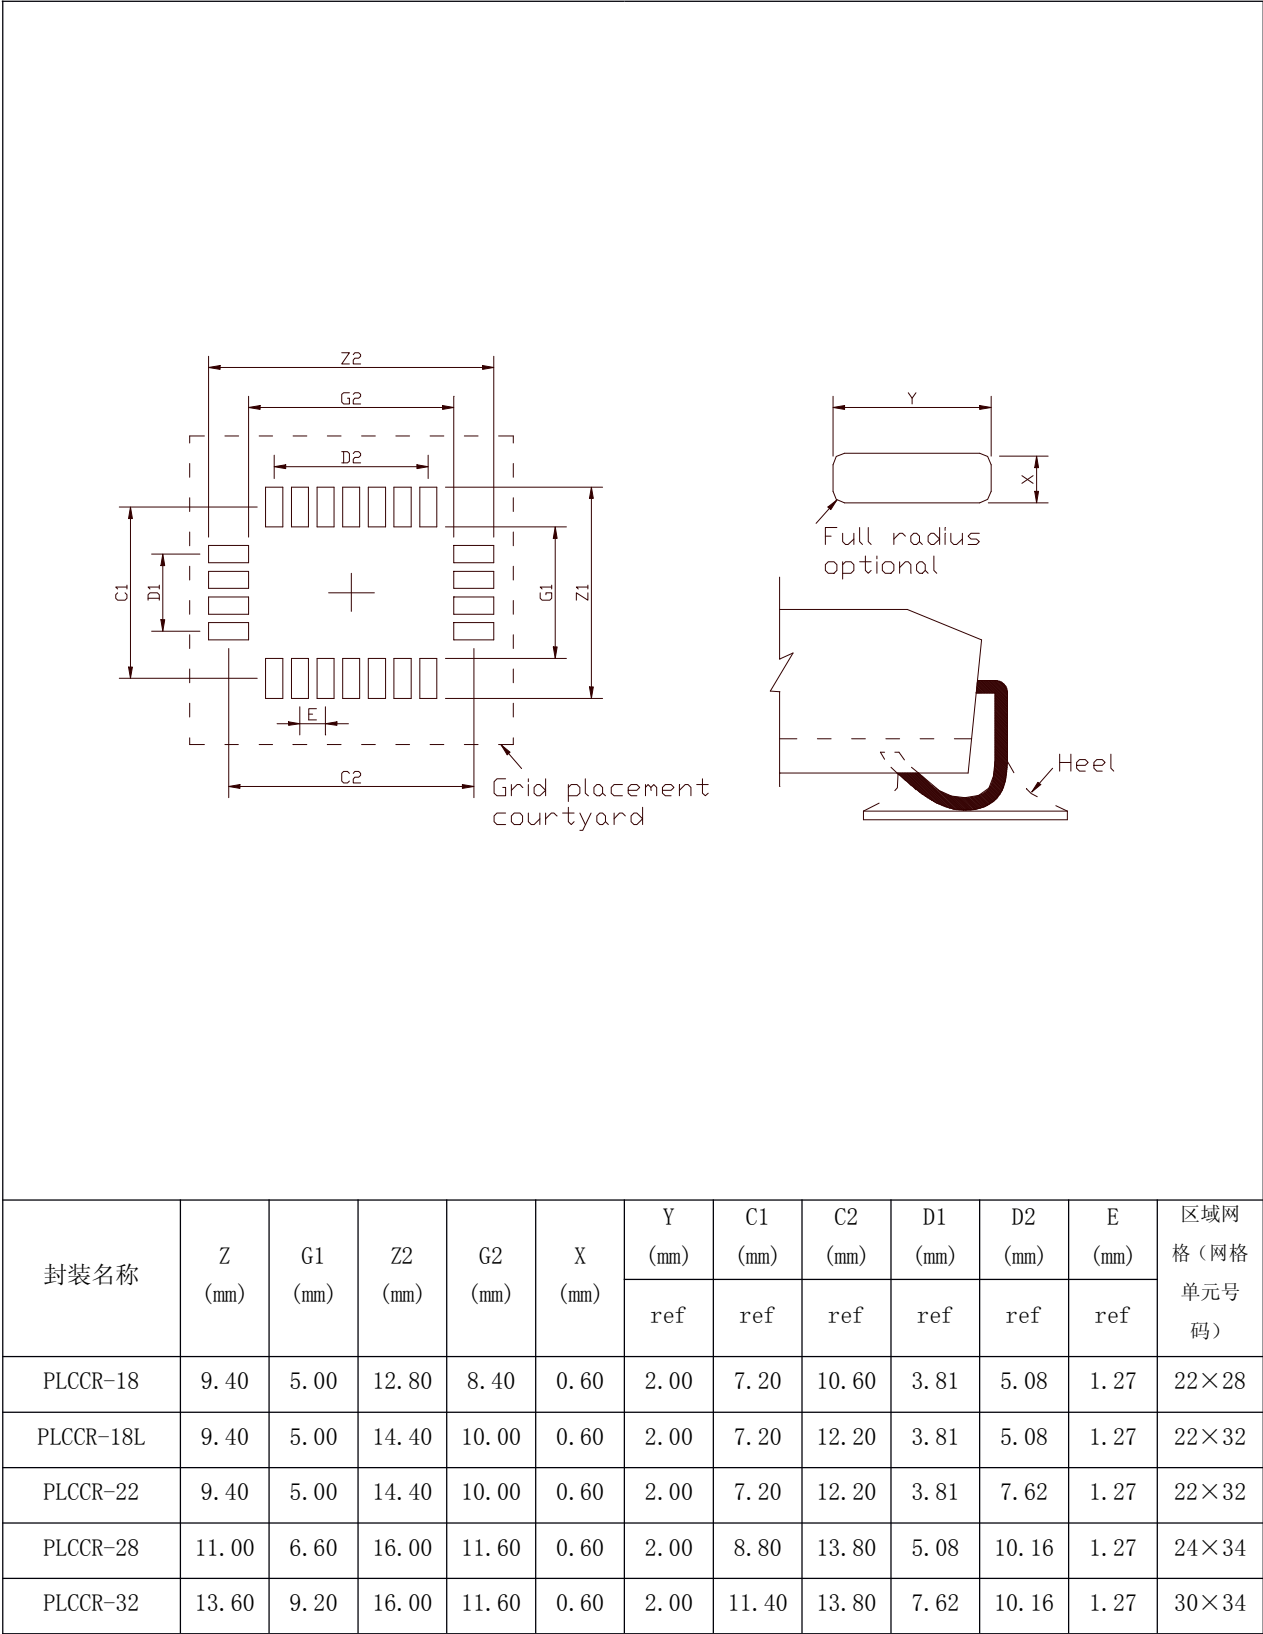 Z2
G2
D2
C1
D1
G1
Z1
E
C2
Grid placement
courtyard
Y
X
Full radius
optional
Heel
封装名称 Z (mm) G1 (mm) Z2 (mm) G2 (mm) X (mm) Y (mm) C1 (mm) C2 (mm) D1 (mm) D2 (mm) E (mm) 区域网格（网格单元号码）
ref ref ref ref ref ref
PLCCR-18 9.40 5.00 12.80 8.40 0.60 2.00 7.20 10.60 3.81 5.08 1.27 22×28
PLCCR-18L 9.40 5.00 14.40 10.00 0.60 2.00 7.20 12.20 3.81 5.08 1.27 22×32
PLCCR-22 9.40 5.00 14.40 10.00 0.60 2.00 7.20 12.20 3.81 7.62 1.27 22×32
PLCCR-28 11.00 6.60 16.00 11.60 0.60 2.00 8.80 13.80 5.08 10.16 1.27 24×34
PLCCR-32 13.60 9.20 16.00 11.60 0.60 2.00 11.40 13.80 7.62 10.16 1.27 30×34